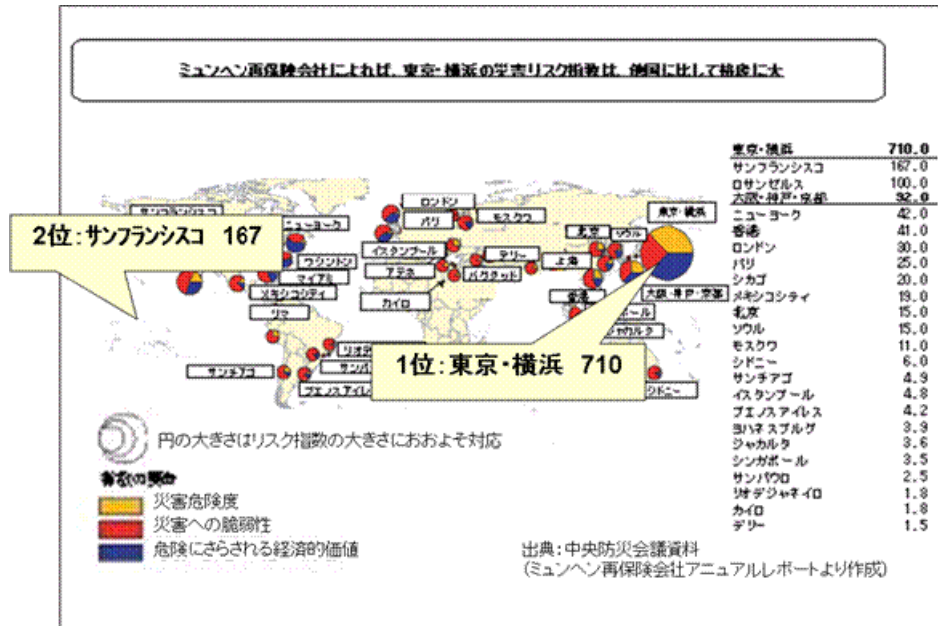 ミュンヘン再保険会社によれば、東京・横浜の災害リスク指数は、他国に比して格段に大
東京・横浜 710.0
サンフランシスコ 167.0
ロサンゼルス 100.0
大阪・神戸・京都 92.0
ニューヨーク 42.0
香港 41.0
ロンドン 30.0
パリ 25.0
シカゴ 20.0
メキシコシティ 19.0
北京 15.0
ソウル 15.0
モスクワ 11.0
シドニー 6.0
サンチアゴ 4.9
イスタンブール 4.8
ブエノスアイレス 4.2
ヨハネスブルグ 3.9
ジャカルタ 3.6
シンガポール 3.5
サンパウロ 2.5
リオデジャネイロ 1.8
カイロ 1.8
デリー 1.5
サンフランシスコ
2位：サンフランシスコ 167
ニューヨーク
ワシントン
マイアミ
メキシコシティ
リマ
サンチアゴ
リオデ
サンパ
ブエノスアイレ
ロンドン
パリ
モスクワ
イスタンブール
アテネ
カイロ
デリー
バグダッド
北京
ソウル
上海
香港
東京・横浜
大阪・神戸・京都
ポール
ジャカルタ
シドニー
1位：東京・横浜 710
円の大きさはリスク指数の大きさにおおよそ対応
災害危険度
災害への脆弱性
危険にさらされる経済的価値
出典：中央防災会議資料
（ミュンヘン再保険会社アニュアルレポートより作成）